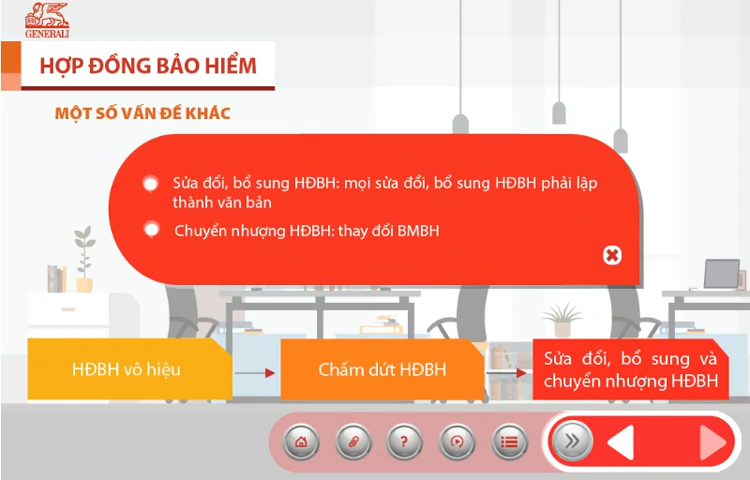 GENERALI
HỢP ĐỒNG BẢO HIỂM
MỘT SỐ VẤN ĐỀ KHÁC
Sửa đổi, bổ sung HĐBH: mọi sửa đổi, bổ sung HĐBH phải lập
thành văn bản
Chuyển nhượng HĐBH: thay đổi BMBH
HĐBH vô hiệu
Chấm dứt HĐBH
Sửa đổi, bổ sung và
chuyển nhượng HĐBH
?